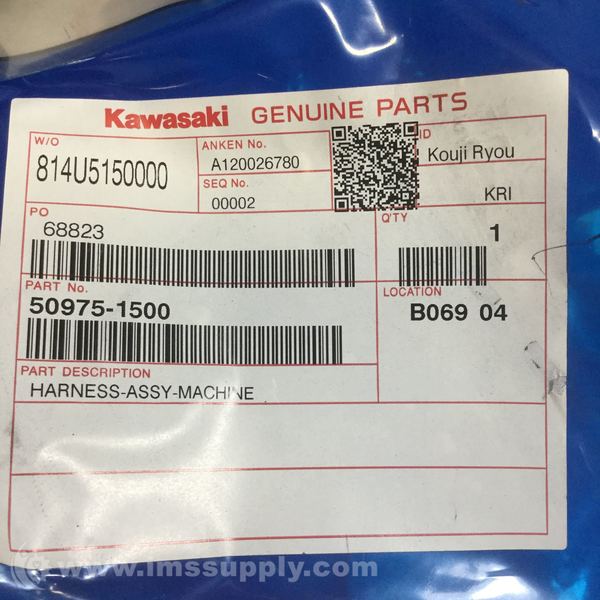 Kawasaki GENUINE PARTS
W/O
814U5150000
ANKEN No.
A120026780
SEQ No.
00002
ID
Kouji Ryou
KRI
PO
68823
Q'TY
1
PART No.
50975-1500
LOCATION
B069 04
PART DESCRIPTION
HARNESS-ASSY-MACHINE
© www.imssupply.com